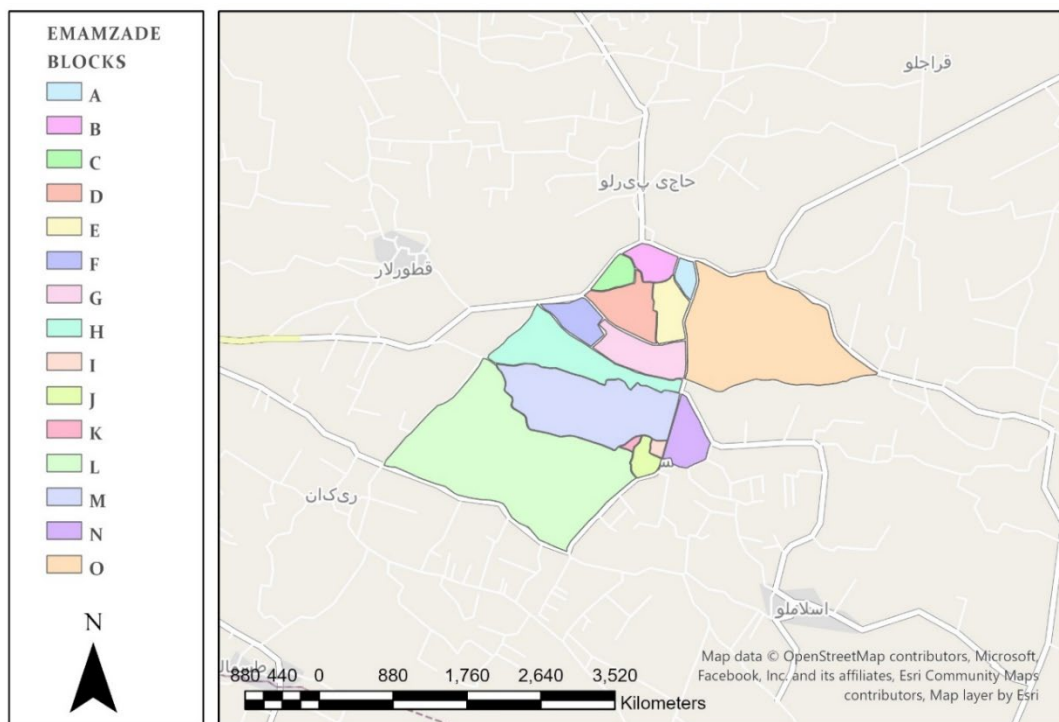 EMAMZADE
BLOCKS
A
B
C
D
E
F
G
H
I
J
K
L
M
N
O
N
قراجلو
حاجی پیرلو
قطورلار
ریکان
اسلاملو
880 440 0 880 1,760 2,640 3,520
Kilometers
Map data © OpenStreetMap contributors, Microsoft,
Facebook, Inc. and its affiliates, Esri Community Maps
contributors, Map layer by Esri